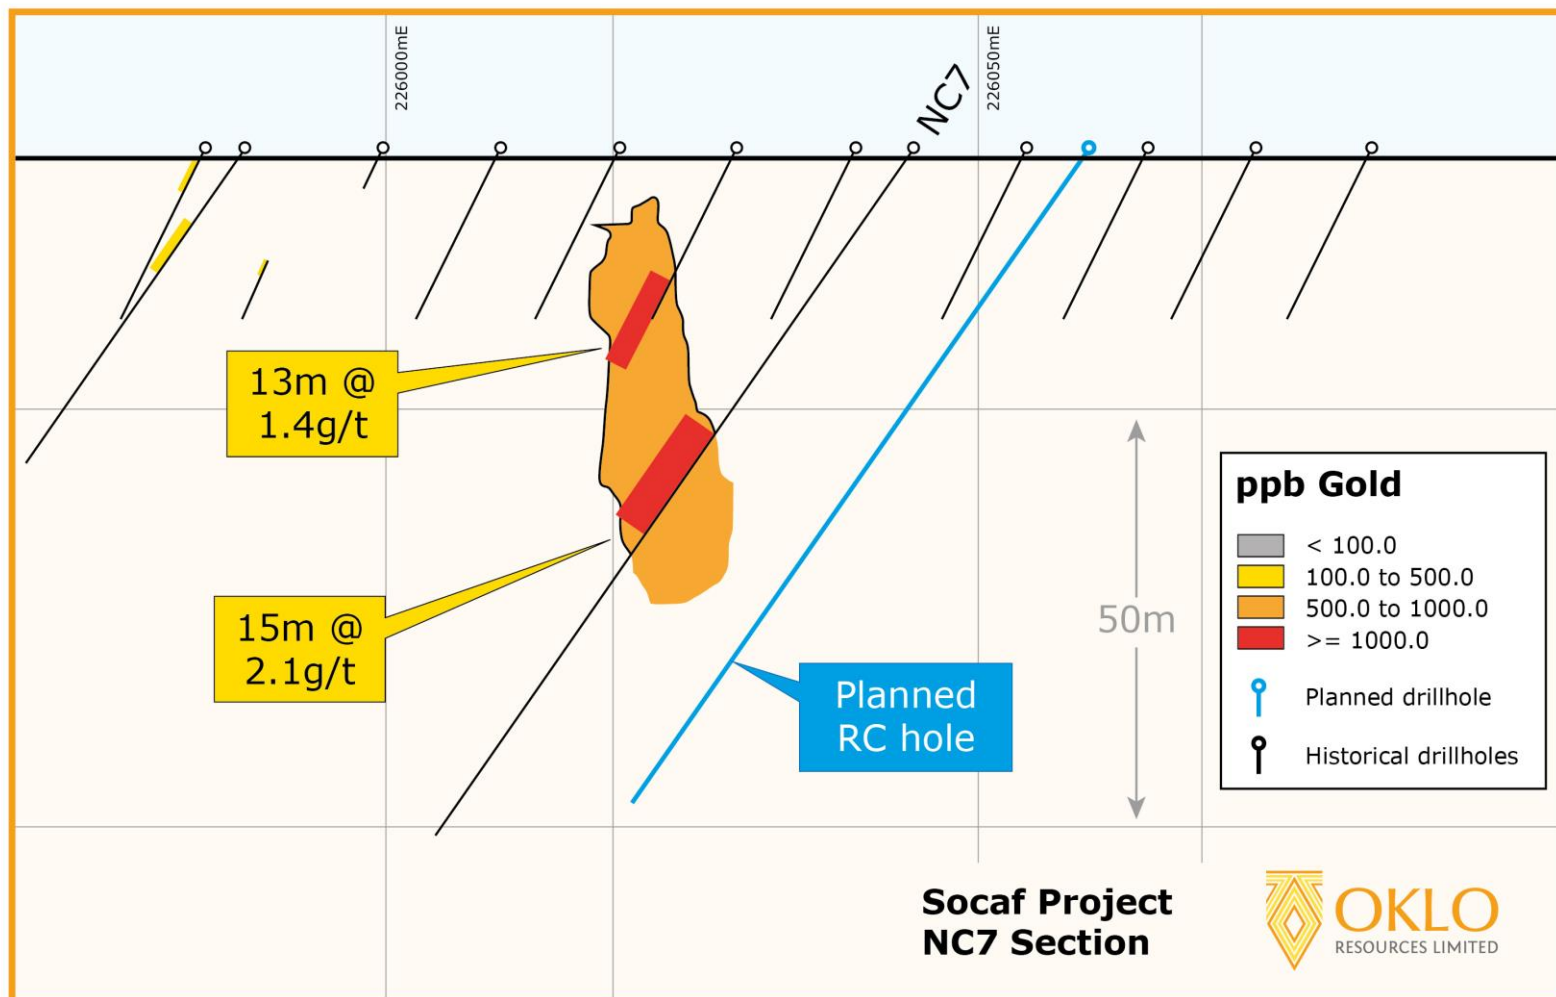 226000mE
NC7
226050mE
13m @
1.4g/t
15m @
2.1g/t
Planned
RC hole
50m
ppb Gold
< 100.0
100.0 to 500.0
500.0 to 1000.0
>= 1000.0
Planned drillhole
Historical drillholes
Socaf Project
NC7 Section
OKLO
RESOURCES LIMITED